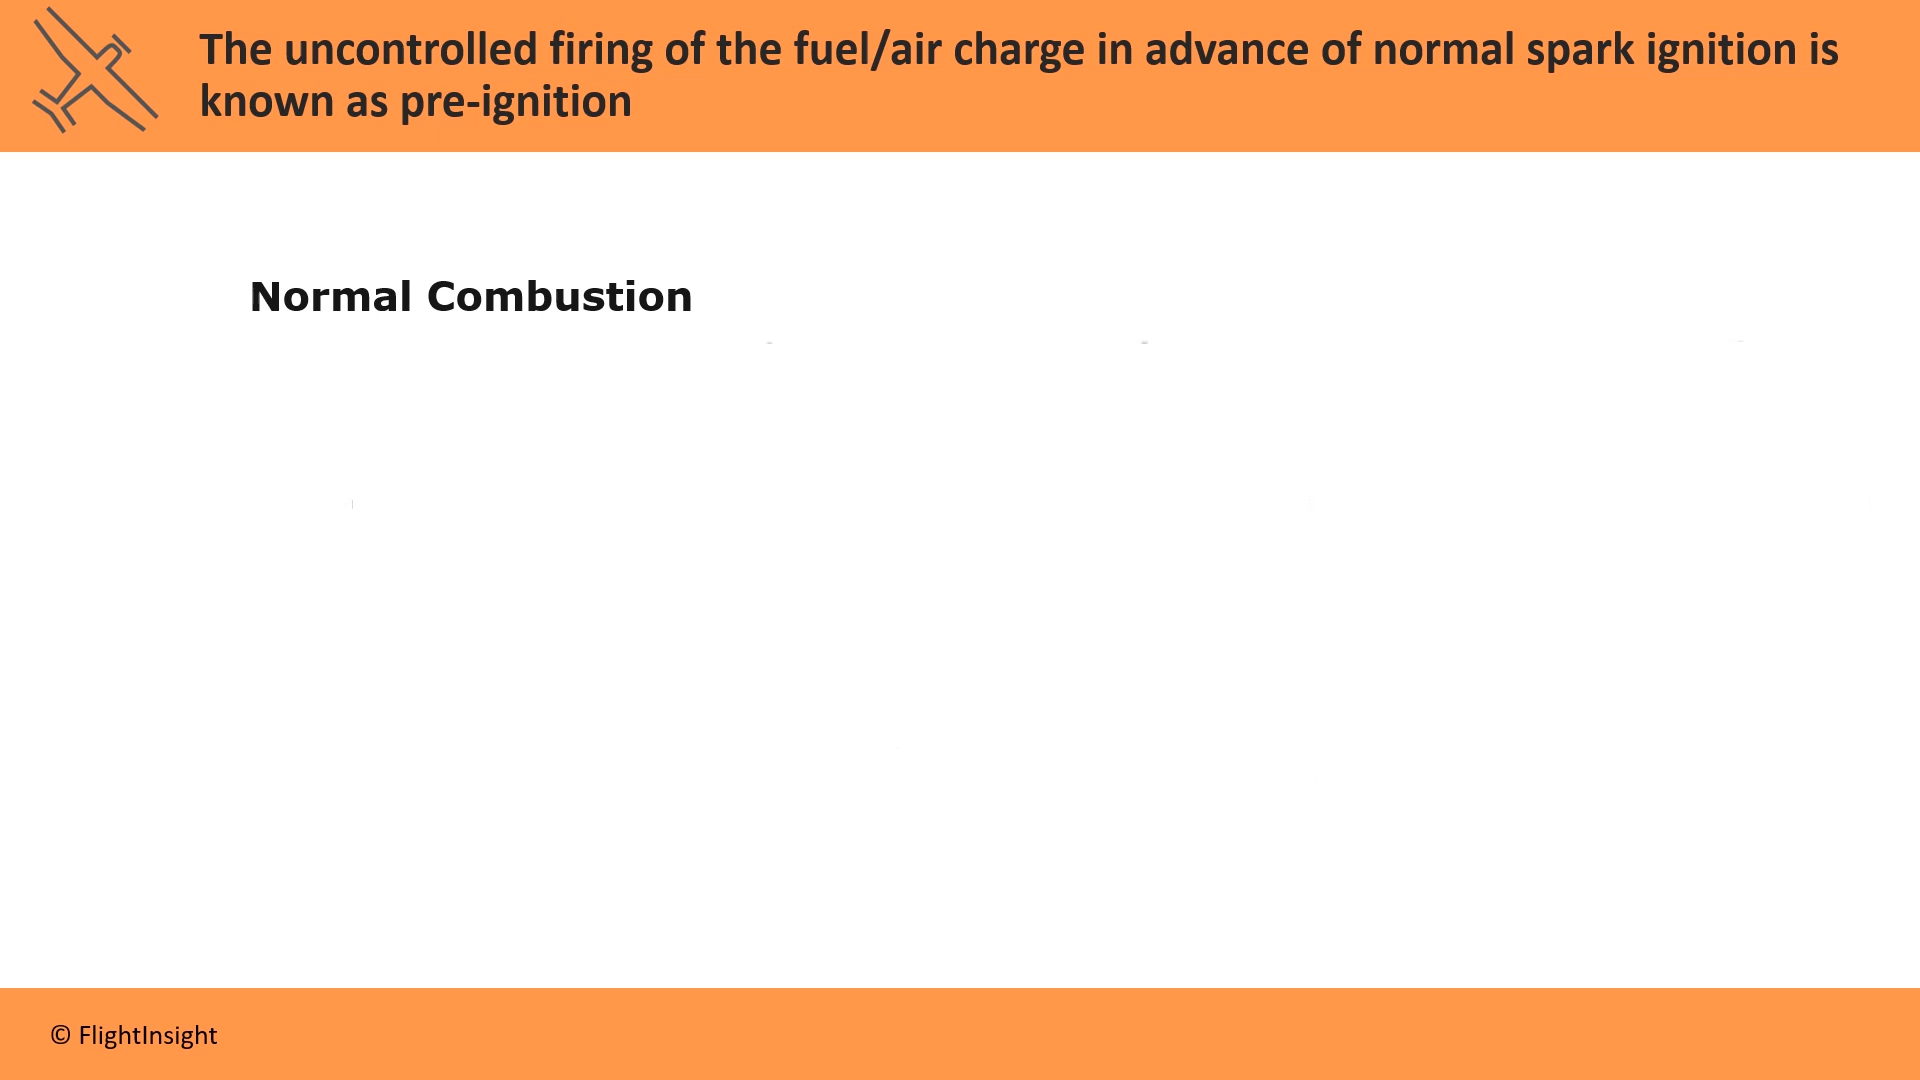 The uncontrolled firing of the fuel/air charge in advance of normal spark ignition is
known as pre-ignition
Normal Combustion
© FlightInsight